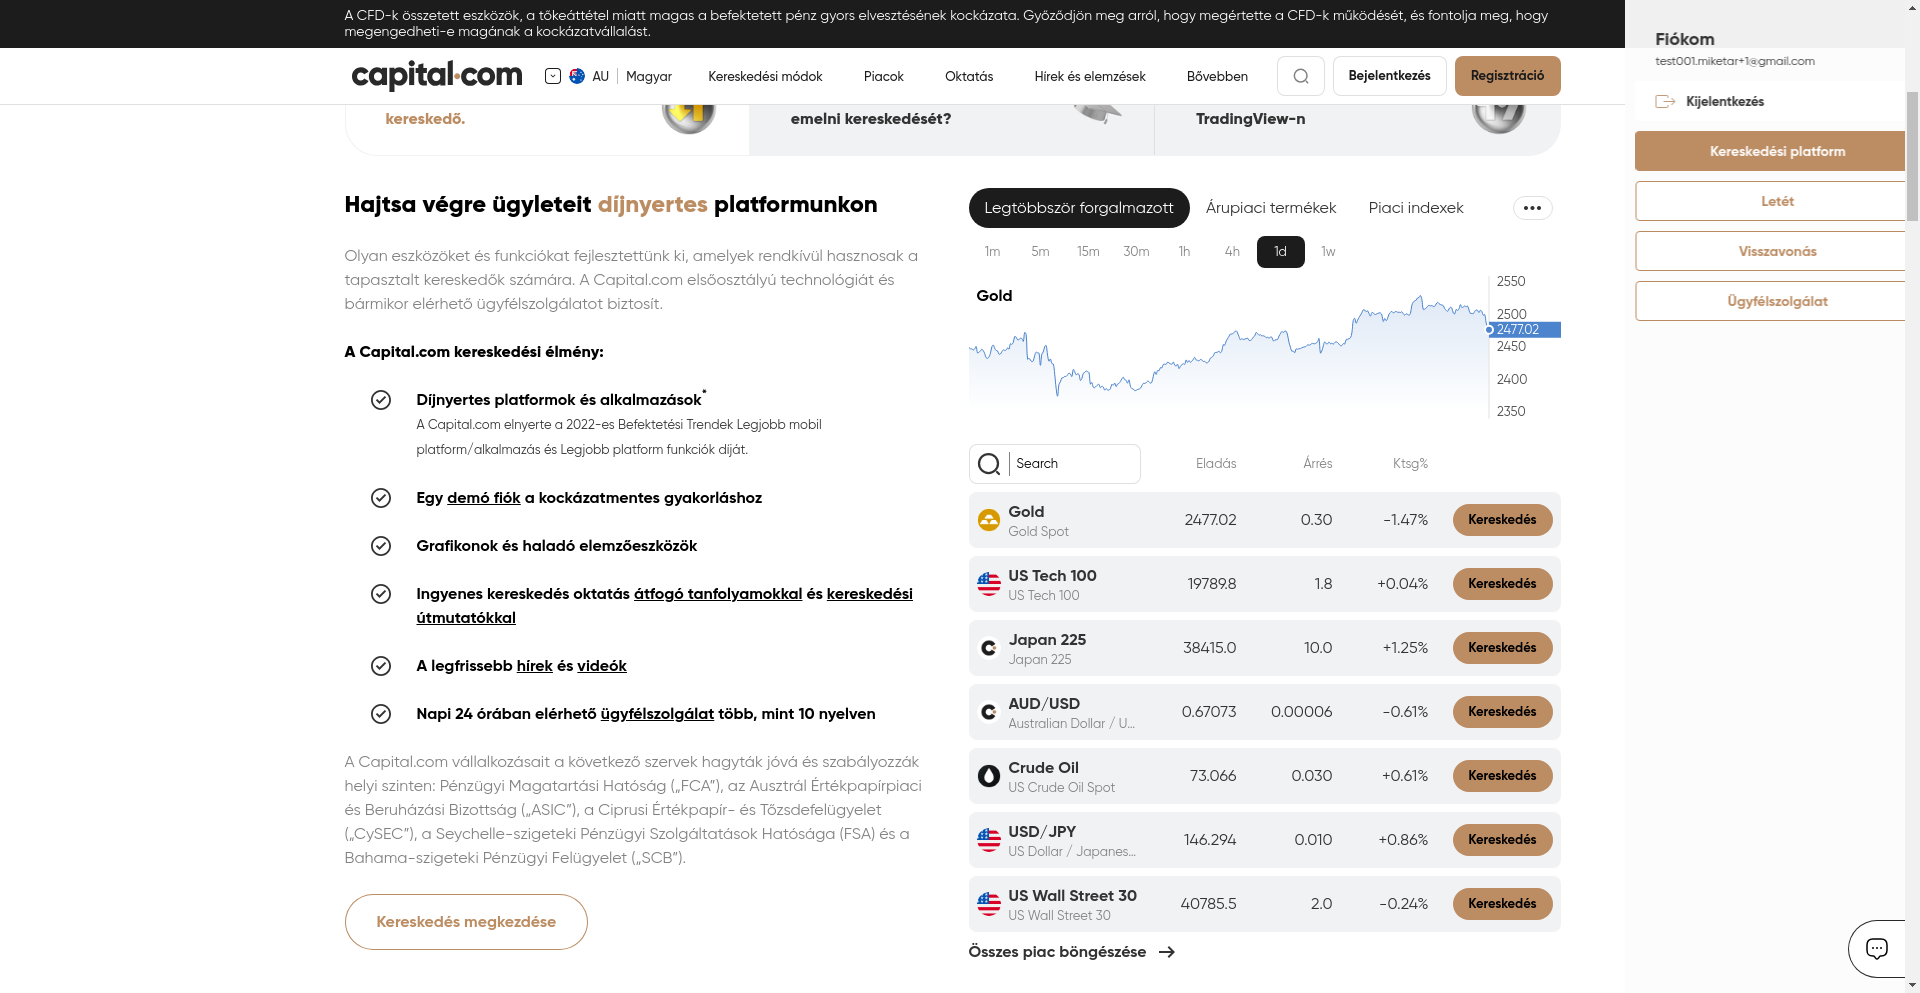 A CFD-k összetett eszközök, a tőkeáttétel miatt magas a befektetett pénz gyors elvesztésének kockázata. Győződjön meg arról, hogy megértette a CFD-k működését, és fontolja meg, hogy
megengedheti-e magának a kockázatvállalást.
capital.com
AU
Magyar
Kereskedési módok
Piacok
Oktatás
Hírek és elemzések
Bővebben
Bejelentkezés
Regisztráció
Fiókom
test001.miketar+1@gmail.com
Kijelentkezés
Kereskedési platform
Letét
Visszavonás
Ügyfélszolgálat
kereskedő.
emelni kereskedését?
TradingView-n
Hajtsa végre ügyleteit díjnyertes platformunkon
Olyan eszközöket és funkciókat fejlesztettünk ki, amelyek rendkívül hasznosak a
tapasztalt kereskedők számára. A Capital.com elsőosztályú technológiát és
bármikor elérhető ügyfélszolgálatot biztosít.
A Capital.com kereskedési élmény:
Díjnyertes platformok és alkalmazások*
A Capital.com elnyerte a 2022-es Befektetési Trendek Legjobb mobil
platform/alkalmazás és Legjobb platform funkciók díját.
Egy demó fiók a kockázatmentes gyakorláshoz
Grafikonok és haladó elemzőeszközök
Ingyenes kereskedés oktatás átfogó tanfolyamokkal és kereskedési
útmutatókkal
A legfrissebb hírek és videók
Napi 24 órában elérhető ügyfélszolgálat több, mint 10 nyelven
A Capital.com vállalkozásait a következő szervek hagyták jóvá és szabályozzák
helyi szinten: Pénzügyi Magatartási Hatóság („FCA”), az Ausztrál Értékpapírpiaci
és Beruházási Bizottság („ASIC”), a Ciprusi Értékpapír- és Tőzsdefelügyelet
(„CySEC”), a Seychelle-szigeteki Pénzügyi Szolgáltatások Hatósága (FSA) és a
Bahama-szigeteki Pénzügyi Felügyelet („SCB”).
Kereskedés megkezdése
Legtöbbször forgalmazott
Árupiaci termékek
Piaci indexek
1m 5m 15m 30m 1h 4h 1d 1w
Gold
2550
2500
2477.02
2450
2400
2350
Search
Eladás Árrés Ktsg%
Gold
Gold Spot
2477.02 0.30 -1.47% Kereskedés
US Tech 100
US Tech 100
19789.8 1.8 +0.04% Kereskedés
Japan 225
Japan 225
38415.0 10.0 +1.25% Kereskedés
AUD/USD
Australian Dollar / U...
0.67073 0.00006 -0.61% Kereskedés
Crude Oil
US Crude Oil Spot
73.066 0.030 +0.61% Kereskedés
USD/JPY
US Dollar / Japanes...
146.294 0.010 +0.86% Kereskedés
US Wall Street 30
US Wall Street 30
40785.5 2.0 -0.24% Kereskedés
Összes piac böngészése